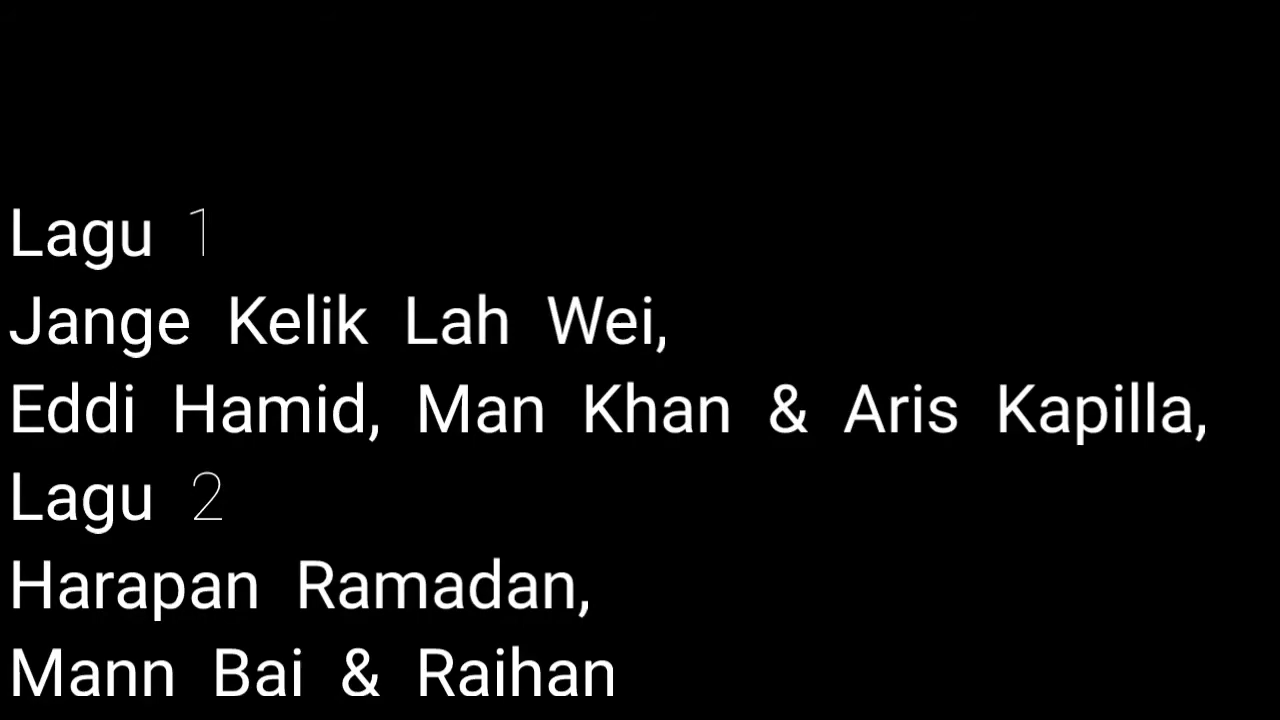 Lagu 1
Jange Kelik Lah Wei,
Eddi Hamid, Man Khan & Aris Kapilla,
Lagu 2
Harapan Ramadan,
Mann Bai & Raihan